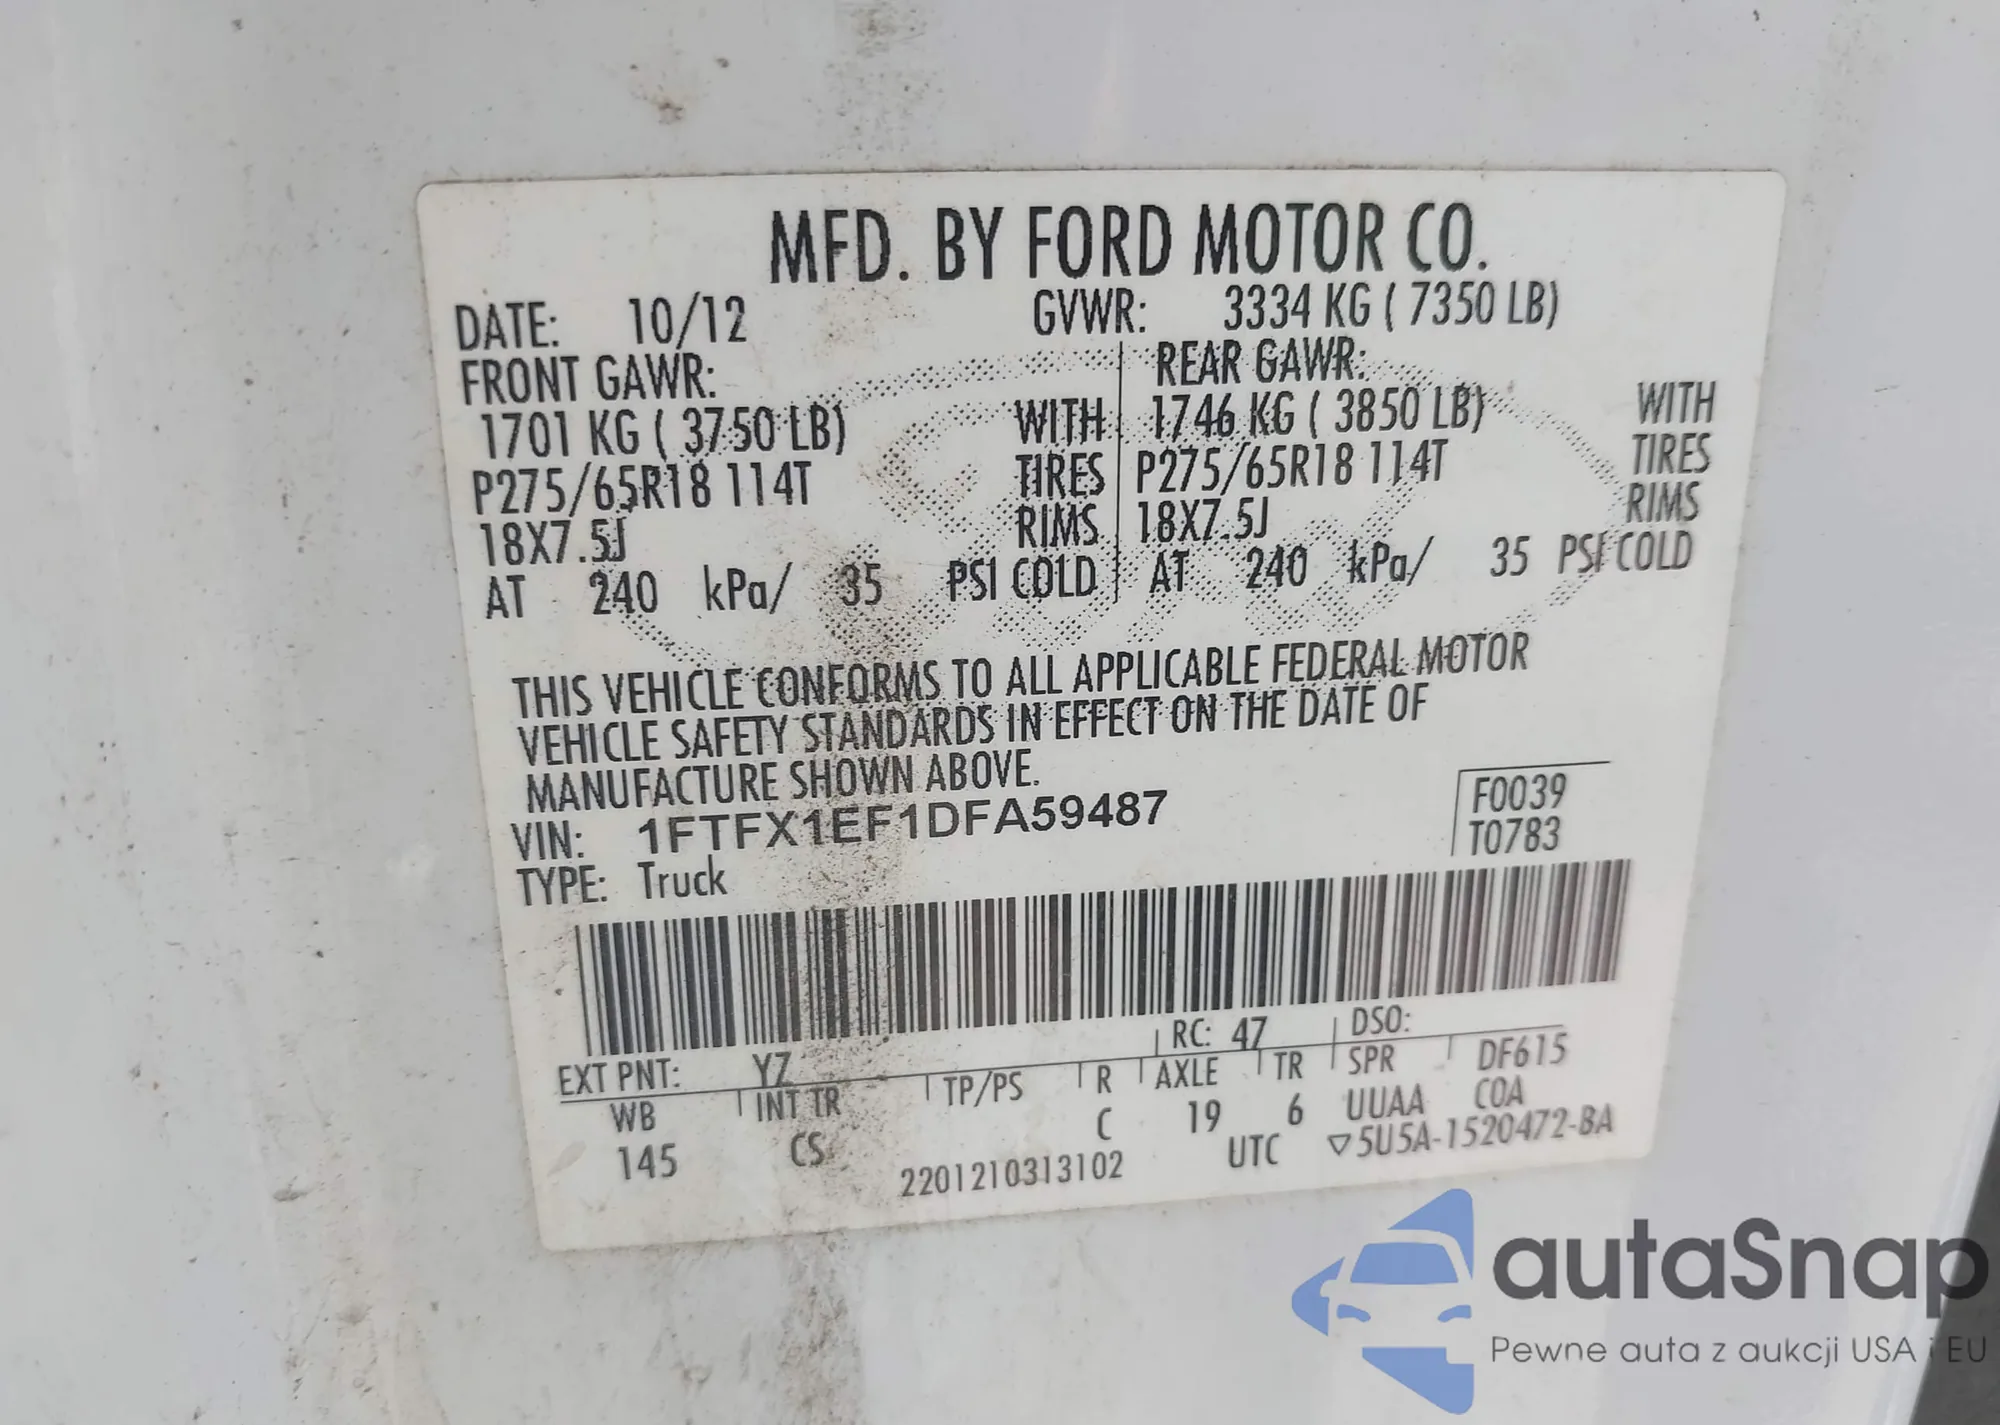 MFD. BY FORD MOTOR CO.
DATE: 10/12 GVWR: 3334 KG ( 7350 LB)
FRONT GAWR: REAR GAWR:
1701 KG ( 3750 LB) WITH 1746 KG ( 3850 LB) WITH
P275/65R18 114T TIRES P275/65R18 114T TIRES
18X7.5J RIMS 18X7.5J RIMS
AT 240 kPa/ 35 PSI COLD AT 240 kPa/ 35 PSI COLD
THIS VEHICLE CONFORMS TO ALL APPLICABLE FEDERAL MOTOR
VEHICLE SAFETY STANDARDS IN EFFECT ON THE DATE OF
MANUFACTURE SHOWN ABOVE.
VIN: 1FTFX1EF1DFA59487 F0039
TYPE: Truck T0783
EXT PNT: YZ RC: 47 DSO:
WB INT TR TP/PS R AXLE TR SPR DF615
145 CS C 19 6 UUAA COA
2201210313102 UTC ▽5U5A-1520472-BA
autaSnap
Pewne auta z aukcji USA i EU